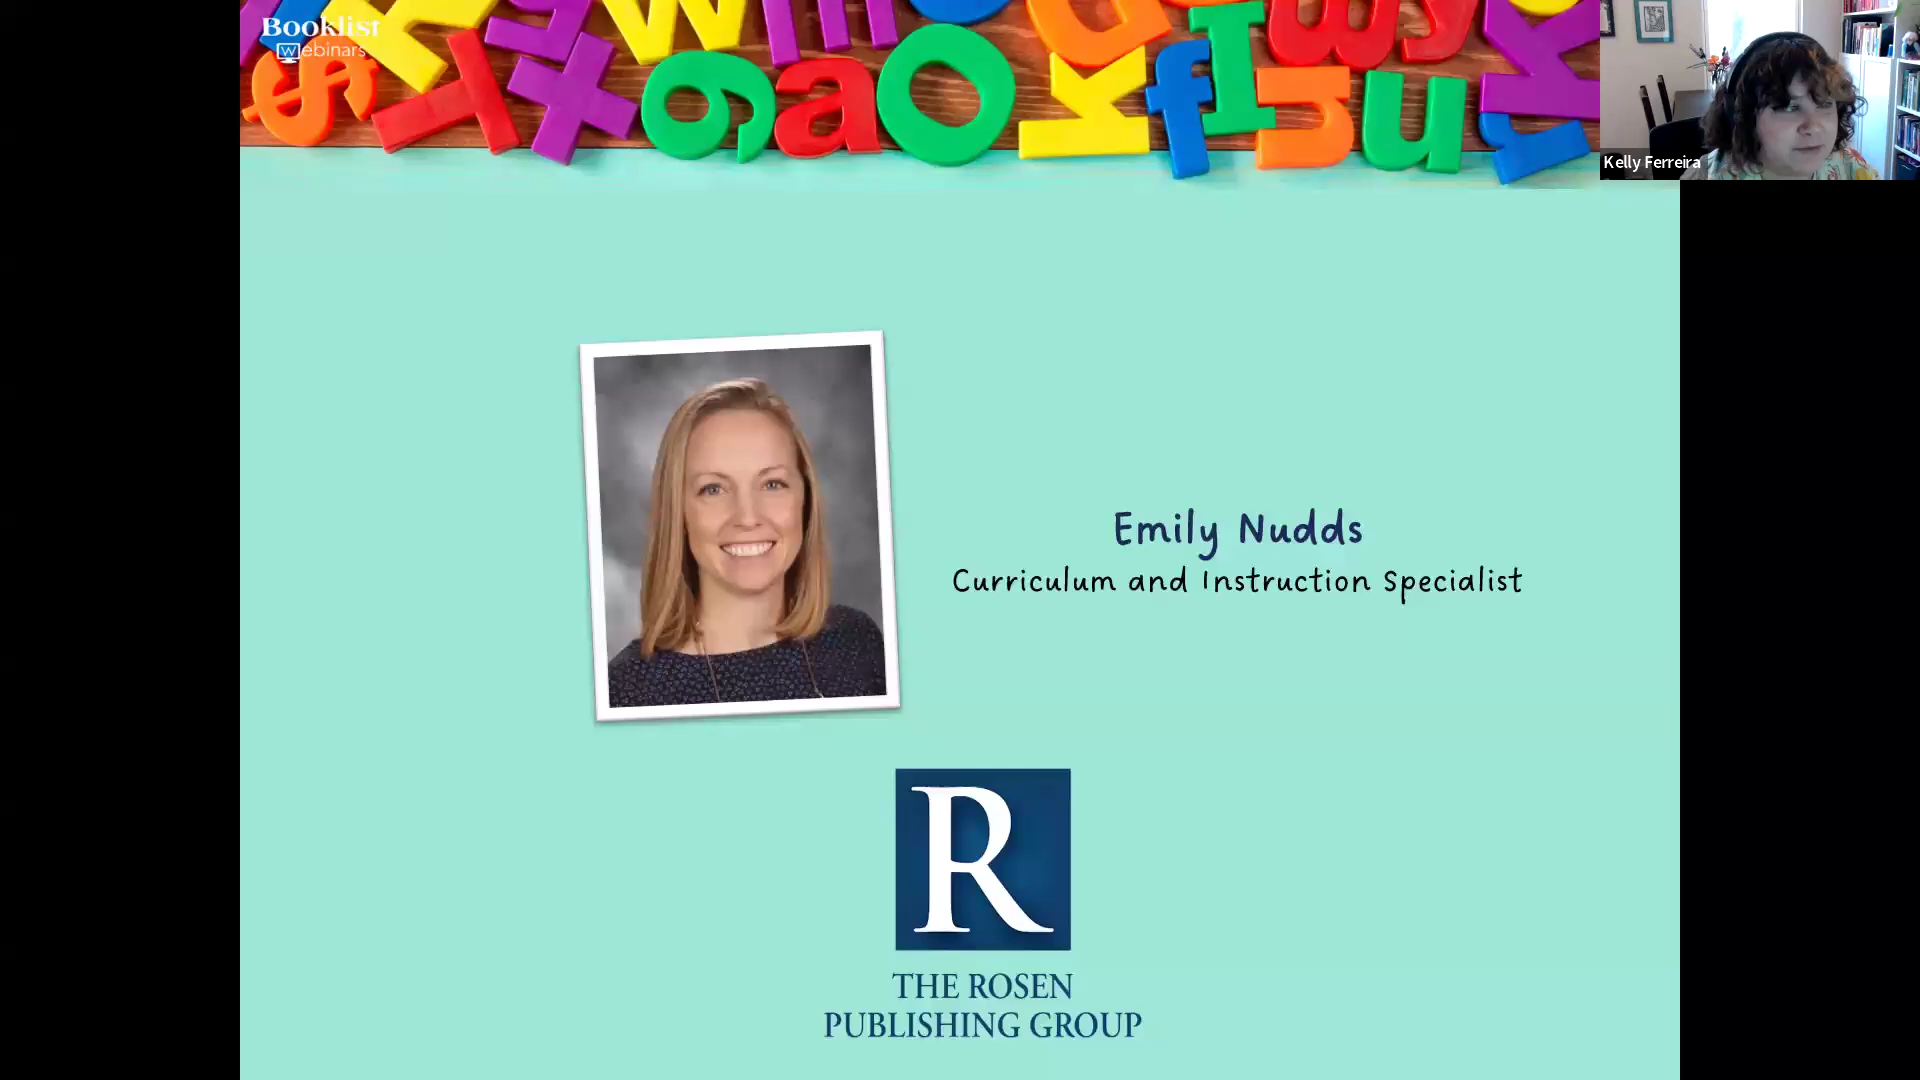 Booklist
Webinars
Kelly Ferreira
Emily Nudds
Curriculum and Instruction Specialist
R
THE ROSEN
PUBLISHING GROUP